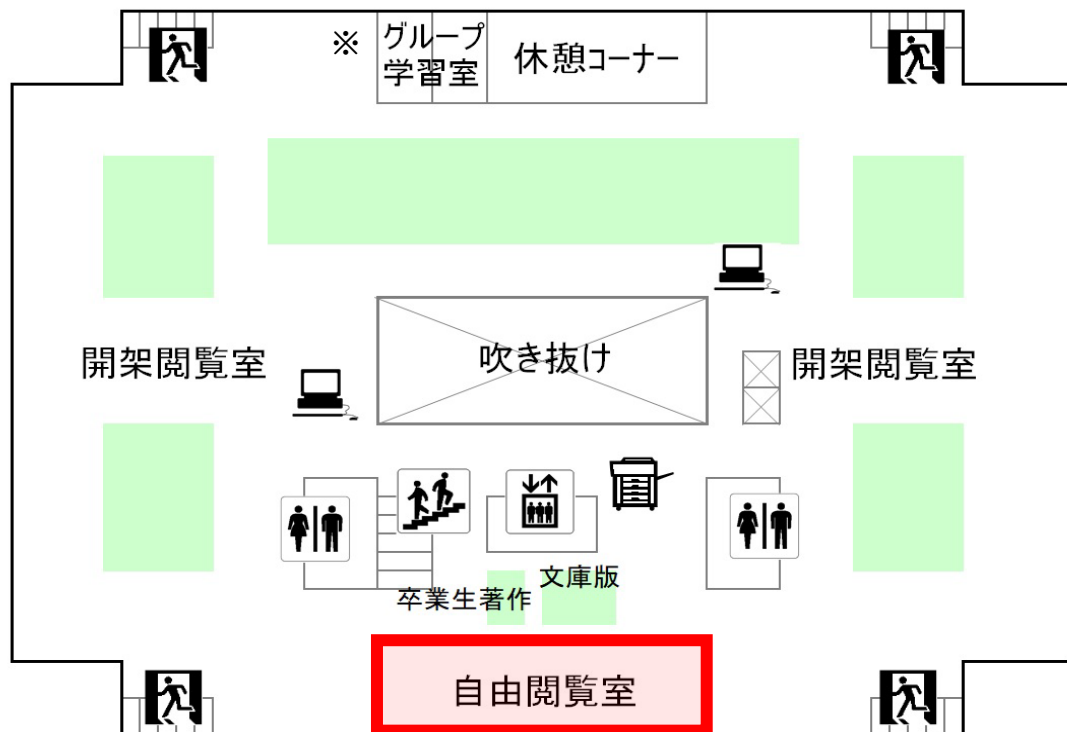 ※
グループ
学習室
休憩コーナー
開架閲覧室
吹き抜け
開架閲覧室
文庫版
卒業生著作
自由閲覧室